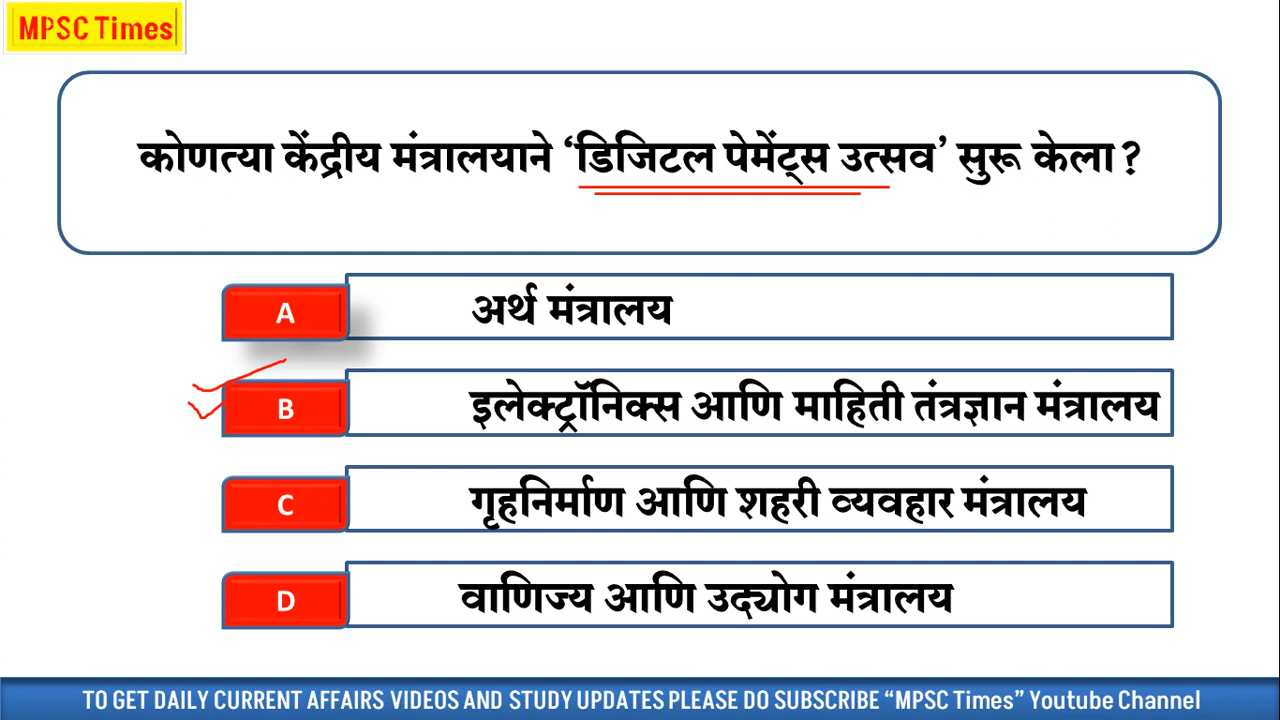 MPSC Times
कोणत्या केंद्रीय मंत्रालयाने ‘डिजिटल पेमेंट्स उत्सव’ सुरू केला?
A अर्थ मंत्रालय
B इलेक्ट्रॉनिक्स आणि माहिती तंत्रज्ञान मंत्रालय
C गृहनिर्माण आणि शहरी व्यवहार मंत्रालय
D वाणिज्य आणि उद्योग मंत्रालय
TO GET DAILY CURRENT AFFAIRS VIDEOS AND STUDY UPDATES PLEASE DO SUBSCRIBE “MPSC Times” Youtube Channel